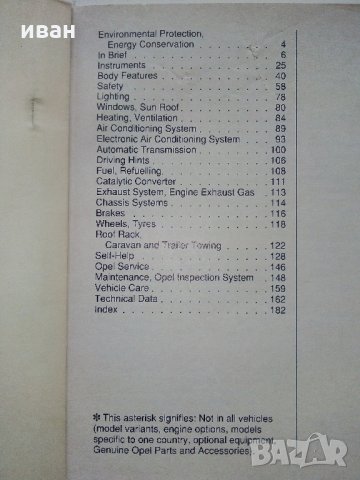 иван
Environmental Protection,
Energy Conservation . . . . . . . . . 4
In Brief . . . . . . . . . . . . . . . . 6
Instruments . . . . . . . . . . . . . . 25
Body Features . . . . . . . . . . . . . 40
Safety . . . . . . . . . . . . . . . . 58
Lighting . . . . . . . . . . . . . . . 78
Windows, Sun Roof . . . . . . . . . . . 80
Heating, Ventilation . . . . . . . . . 84
Air Conditioning System . . . . . . . . 89
Electronic Air Conditioning System . . . 93
Automatic Transmission . . . . . . . . 100
Driving Hints . . . . . . . . . . . . . 106
Fuel, Refuelling . . . . . . . . . . . 108
Catalytic Converter . . . . . . . . . . 111
Exhaust System, Engine Exhaust Gas . . 113
Chassis Systems . . . . . . . . . . . . 114
Brakes . . . . . . . . . . . . . . . . 116
Wheels, Tyres . . . . . . . . . . . . . 118
Roof Rack,
Caravan and Trailer Towing . . . . . . 122
Self-Help . . . . . . . . . . . . . . . 128
Opel Service . . . . . . . . . . . . . 146
Maintenance, Opel Inspection System . . 148
Vehicle Care . . . . . . . . . . . . . 159
Technical Data . . . . . . . . . . . . 162
Index . . . . . . . . . . . . . . . . . 182
✻ This asterisk signifies: Not in all vehicles
(model variants, engine options, models
specific to one country, optional equipment,
Genuine Opel Parts and Accessories)
BAZAR